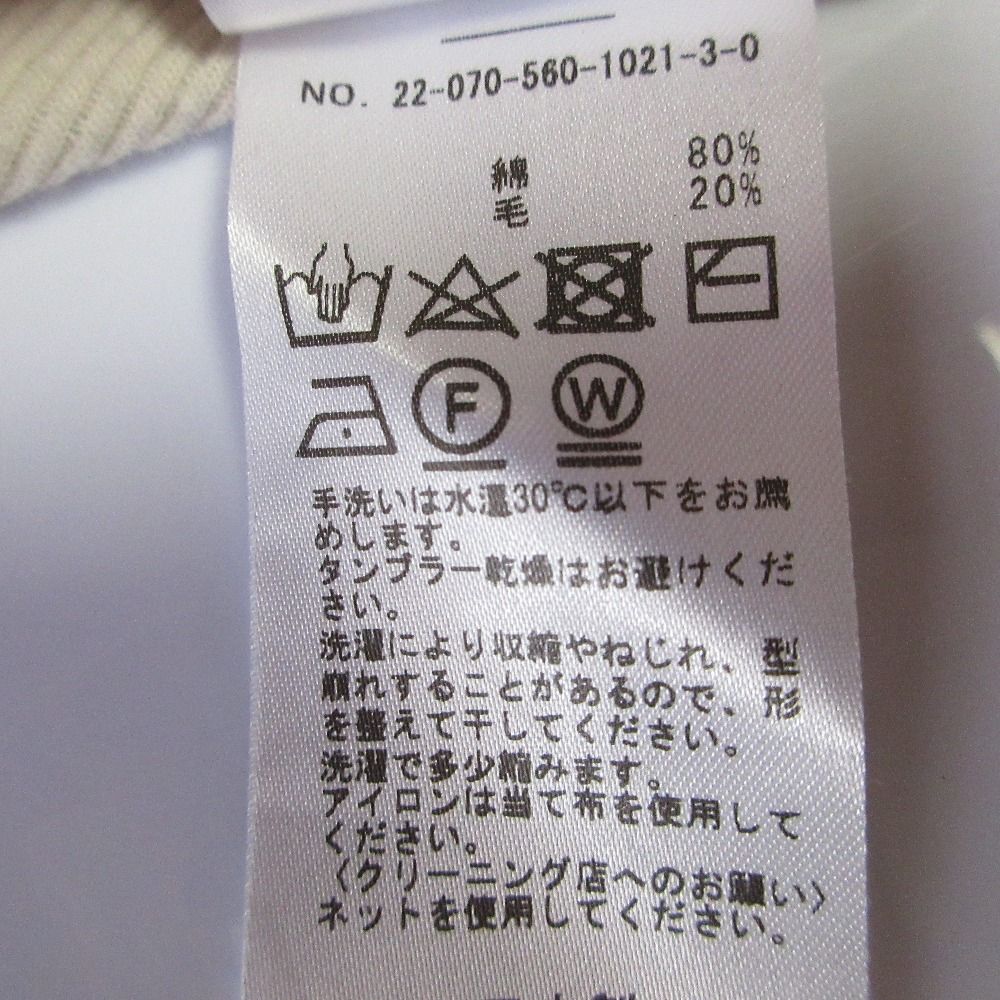 NO. 22-070-560-1021-3-0
綿 80%
毛 20%
F W
手洗いは水温30℃以下をお薦
めします。
タンブラー乾燥はお避けくだ
さい。
洗濯により収縮やねじれ、型
崩れすることがあるので、形
を整えて干してください。
洗濯で多少縮みます。
アイロンは当て布を使用して
ください。
〈クリーニング店へのお願い〉
ネットを使用してください。